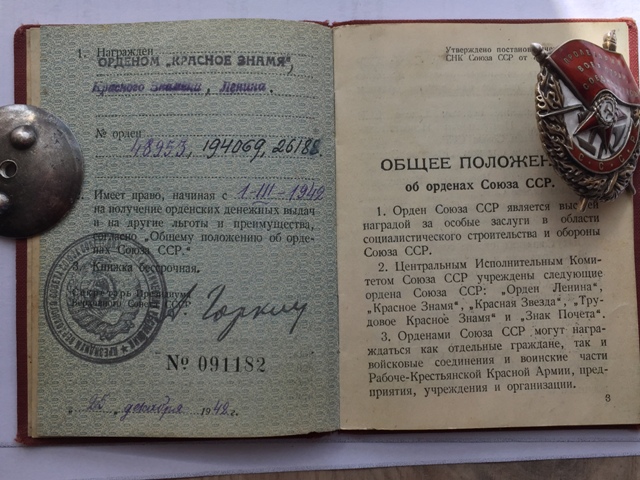 1. Награжден
ОРДЕНОМ „КРАСНОЕ ЗНАМЯ",
Красного Знамени, Ленина.
№ орден
48953, 194069, 26188
Имеет право, начиная с 1-III-1942
на получение орденских денежных выдач
и на другие льготы и преимущества,
согласно „Общему положению об орде-
нах Союза ССР."
3. Книжка бессрочная.
Секретарь Президиума
Верховного Совета СССР
А. Горкин
№ 091182
„25" декабря 1942 г.
Утверждено постановлением
СНК Союза ССР от
ОБЩЕЕ ПОЛОЖЕН
об орденах Союза ССР.
1. Орден Союза ССР является высшей
наградой за особые заслуги в области
социалистического строительства и обороны
Союза ССР.
2. Центральным Исполнительным Коми-
тетом Союза ССР учреждены следующие
ордена Союза ССР: „Орден Ленина",
„Красное Знамя", „Красная Звезда", „Тру-
довое Красное Знамя" и „Знак Почета".
3. Орденами Союза ССР могут награ-
ждаться как отдельные граждане, так и
войсковые соединения и воинские части
Рабоче-Крестьянской Красной Армии, пред-
приятия, учреждения и организации.
3